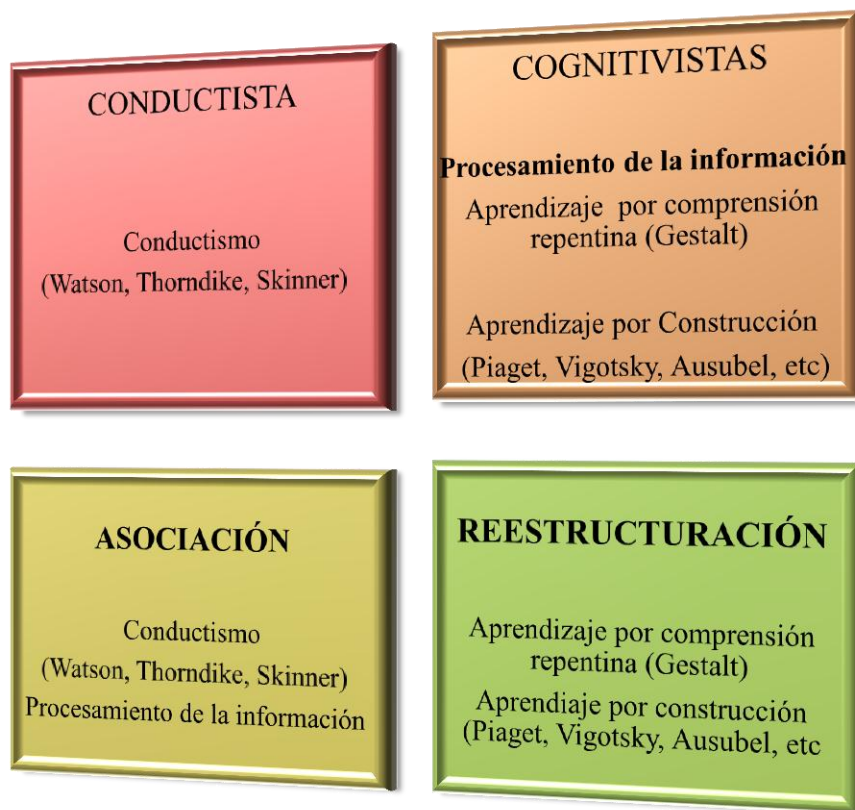 CONDUCTISTA
Conductismo
(Watson, Thorndike, Skinner)
COGNITIVISTAS
Procesamiento de la información
Aprendizaje por comprensión
repentina (Gestalt)
Aprendizaje por Construcción
(Piaget, Vigotsky, Ausubel, etc)
ASOCIACIÓN
Conductismo
(Watson, Thorndike, Skinner)
Procesamiento de la información
REESTRUCTURACIÓN
Aprendizaje por comprensión
repentina (Gestalt)
Aprendiaje por construcción
(Piaget, Vigotsky, Ausubel, etc